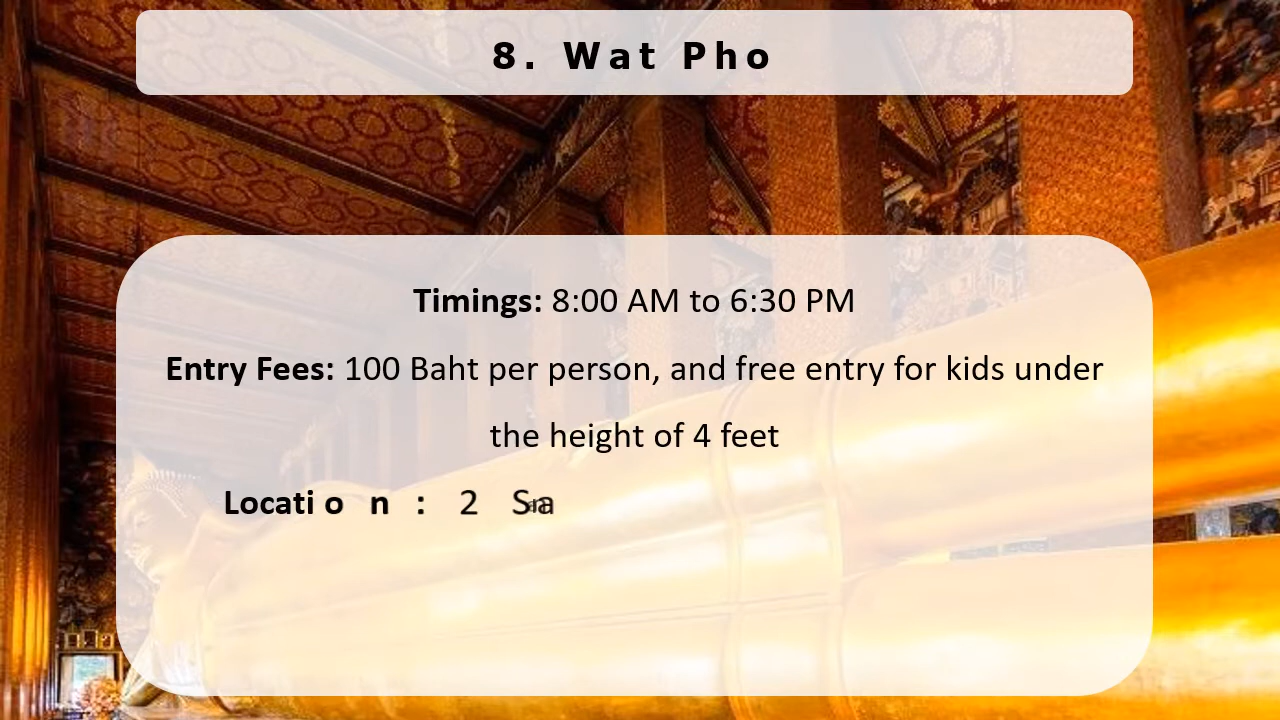 8. Wat Pho
Timings: 8:00 AM to 6:30 PM
Entry Fees: 100 Baht per person, and free entry for kids under
the height of 4 feet
Location: 2